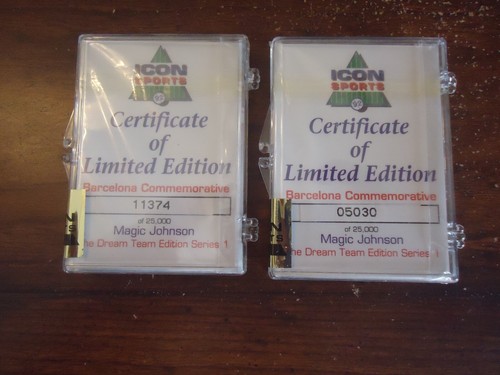 ICON
SPORTS
Certificate
of
Limited Edition
Barcelona Commemorative
11374
of 25,000
Magic Johnson
he Dream Team Edition Series 1
ICON
SPORTS
Certificate
of
Limited Edition
Barcelona Commemorative
05030
of 25,000
Magic Johnson
he Dream Team Edition Series 1